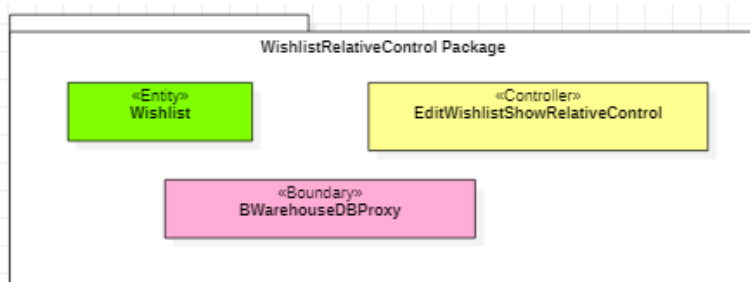 WishlistRelativeControl Package
«Entity»
Wishlist
«Controller»
EditWishlistShowRelativeControl
«Boundary»
BWarehouseDBProxy